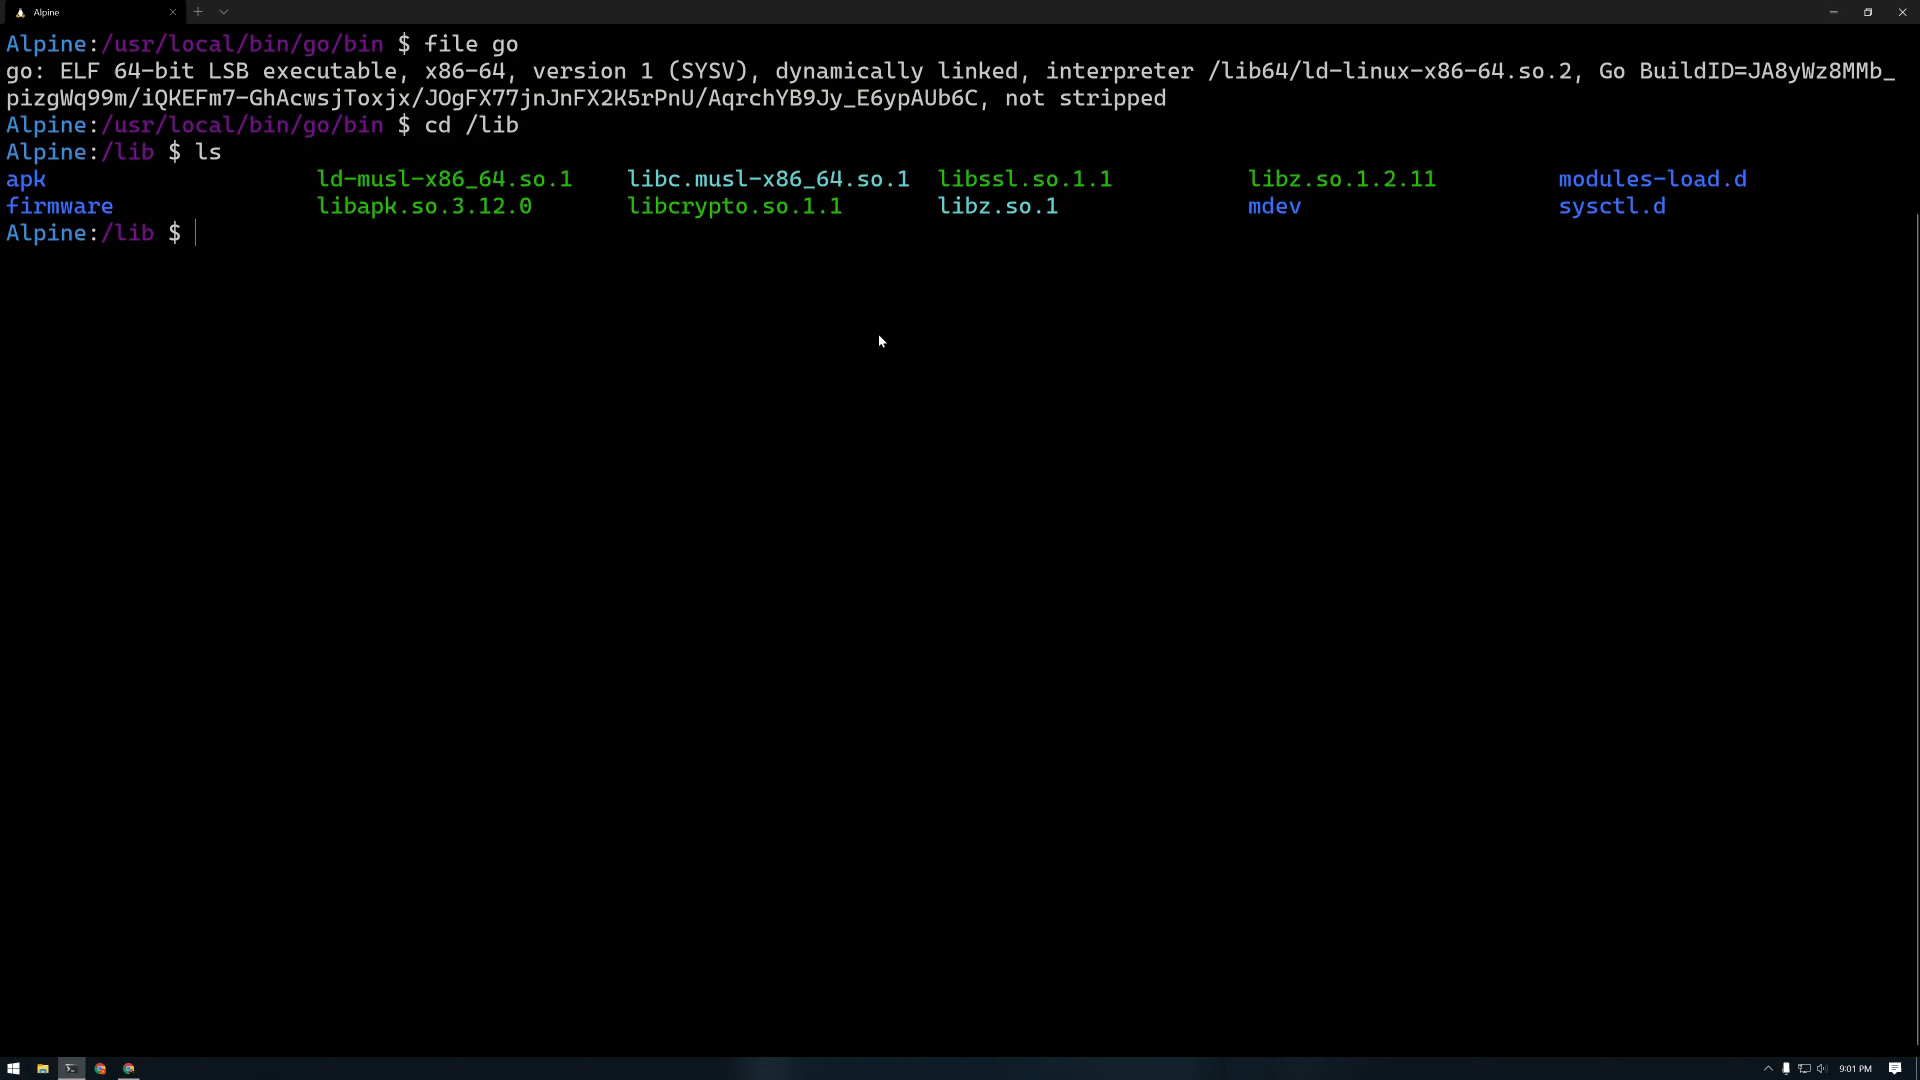 Alpine
Alpine:/usr/local/bin/go/bin $ file go
go: ELF 64-bit LSB executable, x86-64, version 1 (SYSV), dynamically linked, interpreter /lib64/ld-linux-x86-64.so.2, Go BuildID=JA8yWz8MMb_
pizgWq99m/iQKEFm7-GhAcwsjToxjx/JOgFX77jnJnFX2K5rPnU/AqrchYB9Jy_E6ypAUb6C, not stripped
Alpine:/usr/local/bin/go/bin $ cd /lib
Alpine:/lib $ ls
apk ld-musl-x86_64.so.1 libc.musl-x86_64.so.1 libssl.so.1.1 libz.so.1.2.11 modules-load.d
firmware libapk.so.3.12.0 libcrypto.so.1.1 libz.so.1 mdev sysctl.d
Alpine:/lib $
9:01 PM